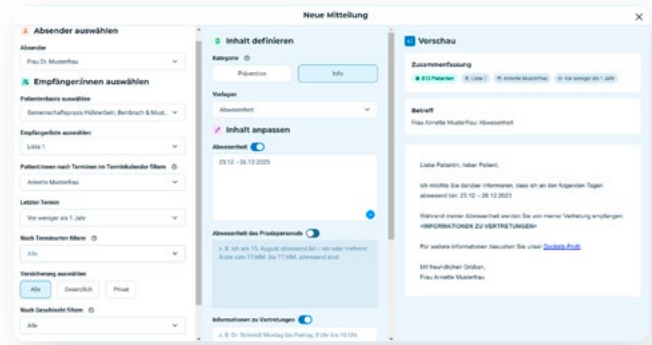 Neue Mitteilung
Absender auswählen
Absender
Frau Dr. Musterfrau
Empfänger:innen auswählen
Patientenbasis auswählen
Gemeinschaftspraxis Hühnerbein, Beinbruch & Must...
Empfängerliste auswählen
Liste 1
Patient:innen nach Terminen im Terminkalender filtern
Annette Musterfrau
Letzter Termin
Vor weniger als 1 Jahr
Nach Terminarten filtern
Alle
Versicherung auswählen
Alle Gesetzlich Privat
Nach Geschlecht filtern
Alle
Inhalt definieren
Kategorie
Prävention Info
Vorlagen
Abwesenheit
Inhalt anpassen
Abwesenheit
23.12. - 26.12.2023
Abwesenheit des Praxispersonals
z. B. Ich am 15. August abwesend bin / ein oder mehrere
Ärzte vom TT.MM. bis TT.MM. abwesend sind
Informationen zu Vertretungen
z. B. Dr. Schmidt Montag bis Freitag, 9 Uhr bis 10 Uhr
Vorschau
Zusammenfassung
812 Patienten Liste 1 Annette Musterfrau Vor weniger als 1 Jahr
Betreff
Frau Annette Musterfrau: Abwesenheit
Liebe Patientin, lieber Patient,
ich möchte Sie darüber informieren, dass ich an den folgenden Tagen
abwesend bin: 23.12. - 26.12.2023
Während meiner Abwesenheit werden Sie von meiner Vertretung empfangen:
<INFORMATIONEN ZU VERTRETUNGEN>
Für weitere Informationen besuchen Sie unser Doctolib-Profil
Mit freundlichen Grüßen,
Frau Annette Musterfrau